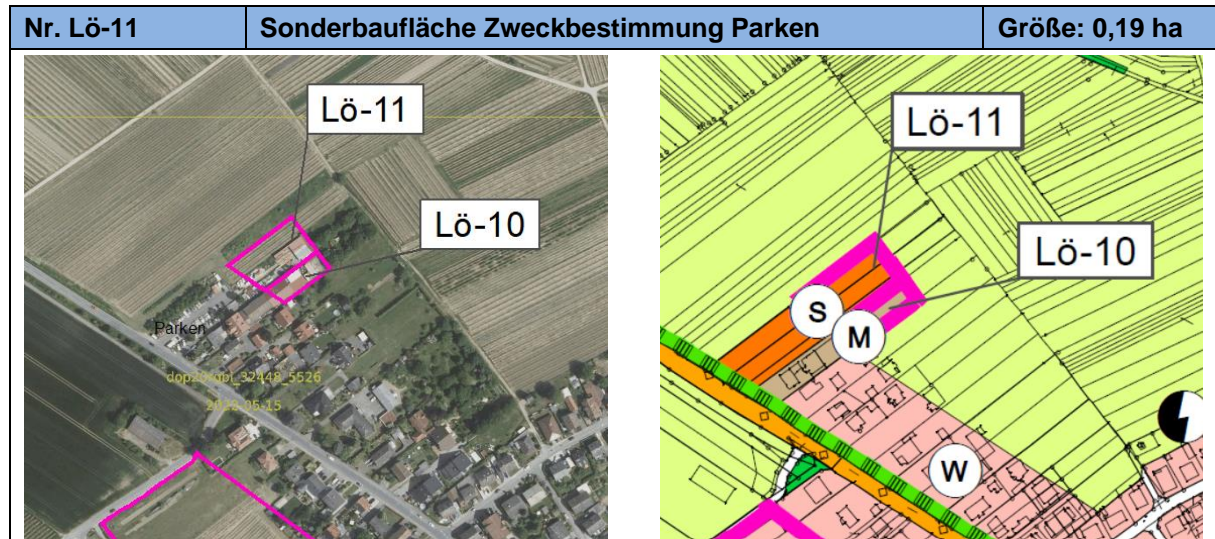 Nr. Lö-11 Sonderbaufläche Zweckbestimmung Parken Größe: 0,19 ha
Lö-11
Lö-10
Parken
2022-05-15
Lö-11
Lö-10
S
M
W